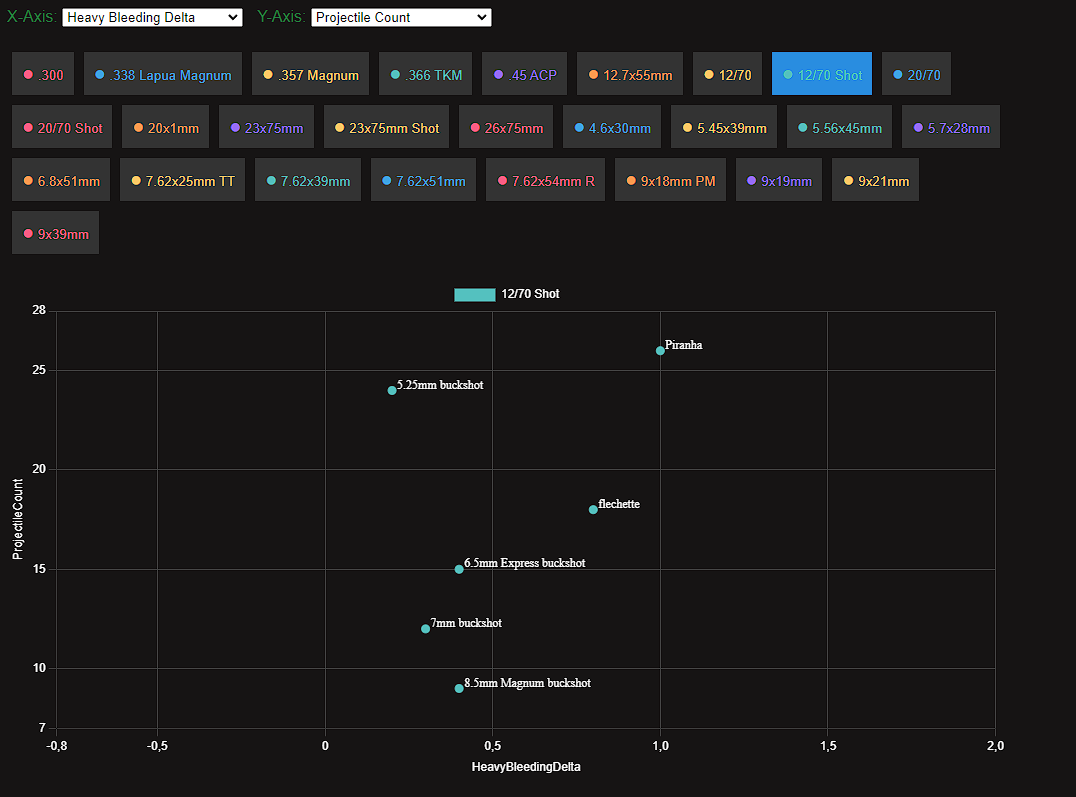 X-Axis: Heavy Bleeding Delta Y-Axis: Projectile Count
.300 .338 Lapua Magnum .357 Magnum .366 TKM .45 ACP 12.7x55mm 12/70 12/70 Shot 20/70
20/70 Shot 20x1mm 23x75mm 23x75mm Shot 26x75mm 4.6x30mm 5.45x39mm 5.56x45mm 5.7x28mm
6.8x51mm 7.62x25mm TT 7.62x39mm 7.62x51mm 7.62x54mm R 9x18mm PM 9x19mm 9x21mm
9x39mm
12/70 Shot
28
Piranha
25
5.25mm buckshot
20
flechette
ProjectileCount
6.5mm Express buckshot
15
7mm buckshot
10
8.5mm Magnum buckshot
7
-0,8 -0,5 0 0,5 1,0 1,5 2,0
HeavyBleedingDelta